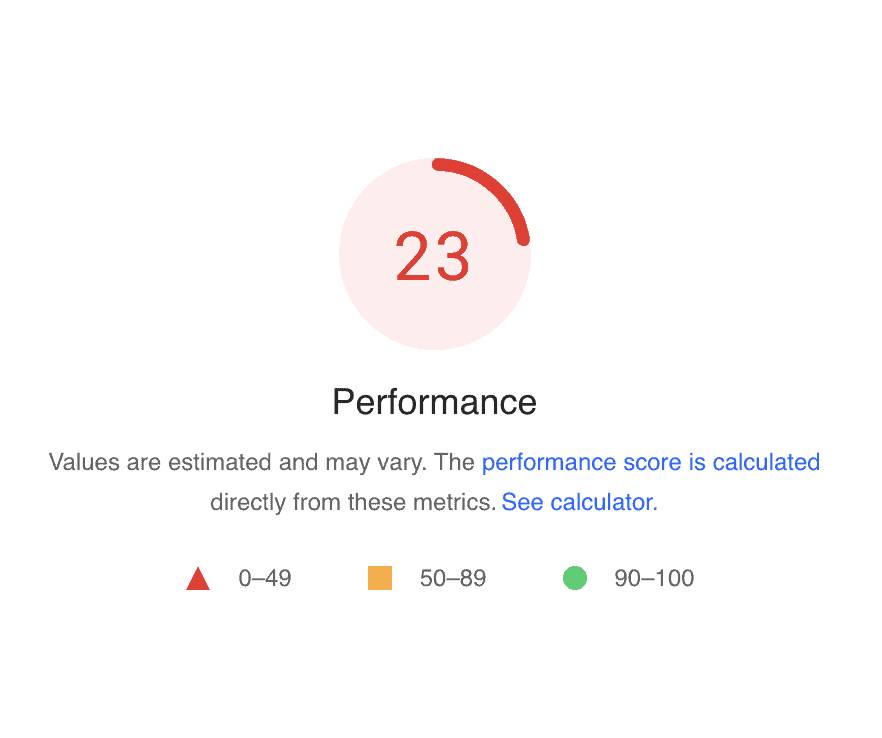 23
Performance
Values are estimated and may vary. The performance score is calculated
directly from these metrics. See calculator.
0–49 50–89 90–100